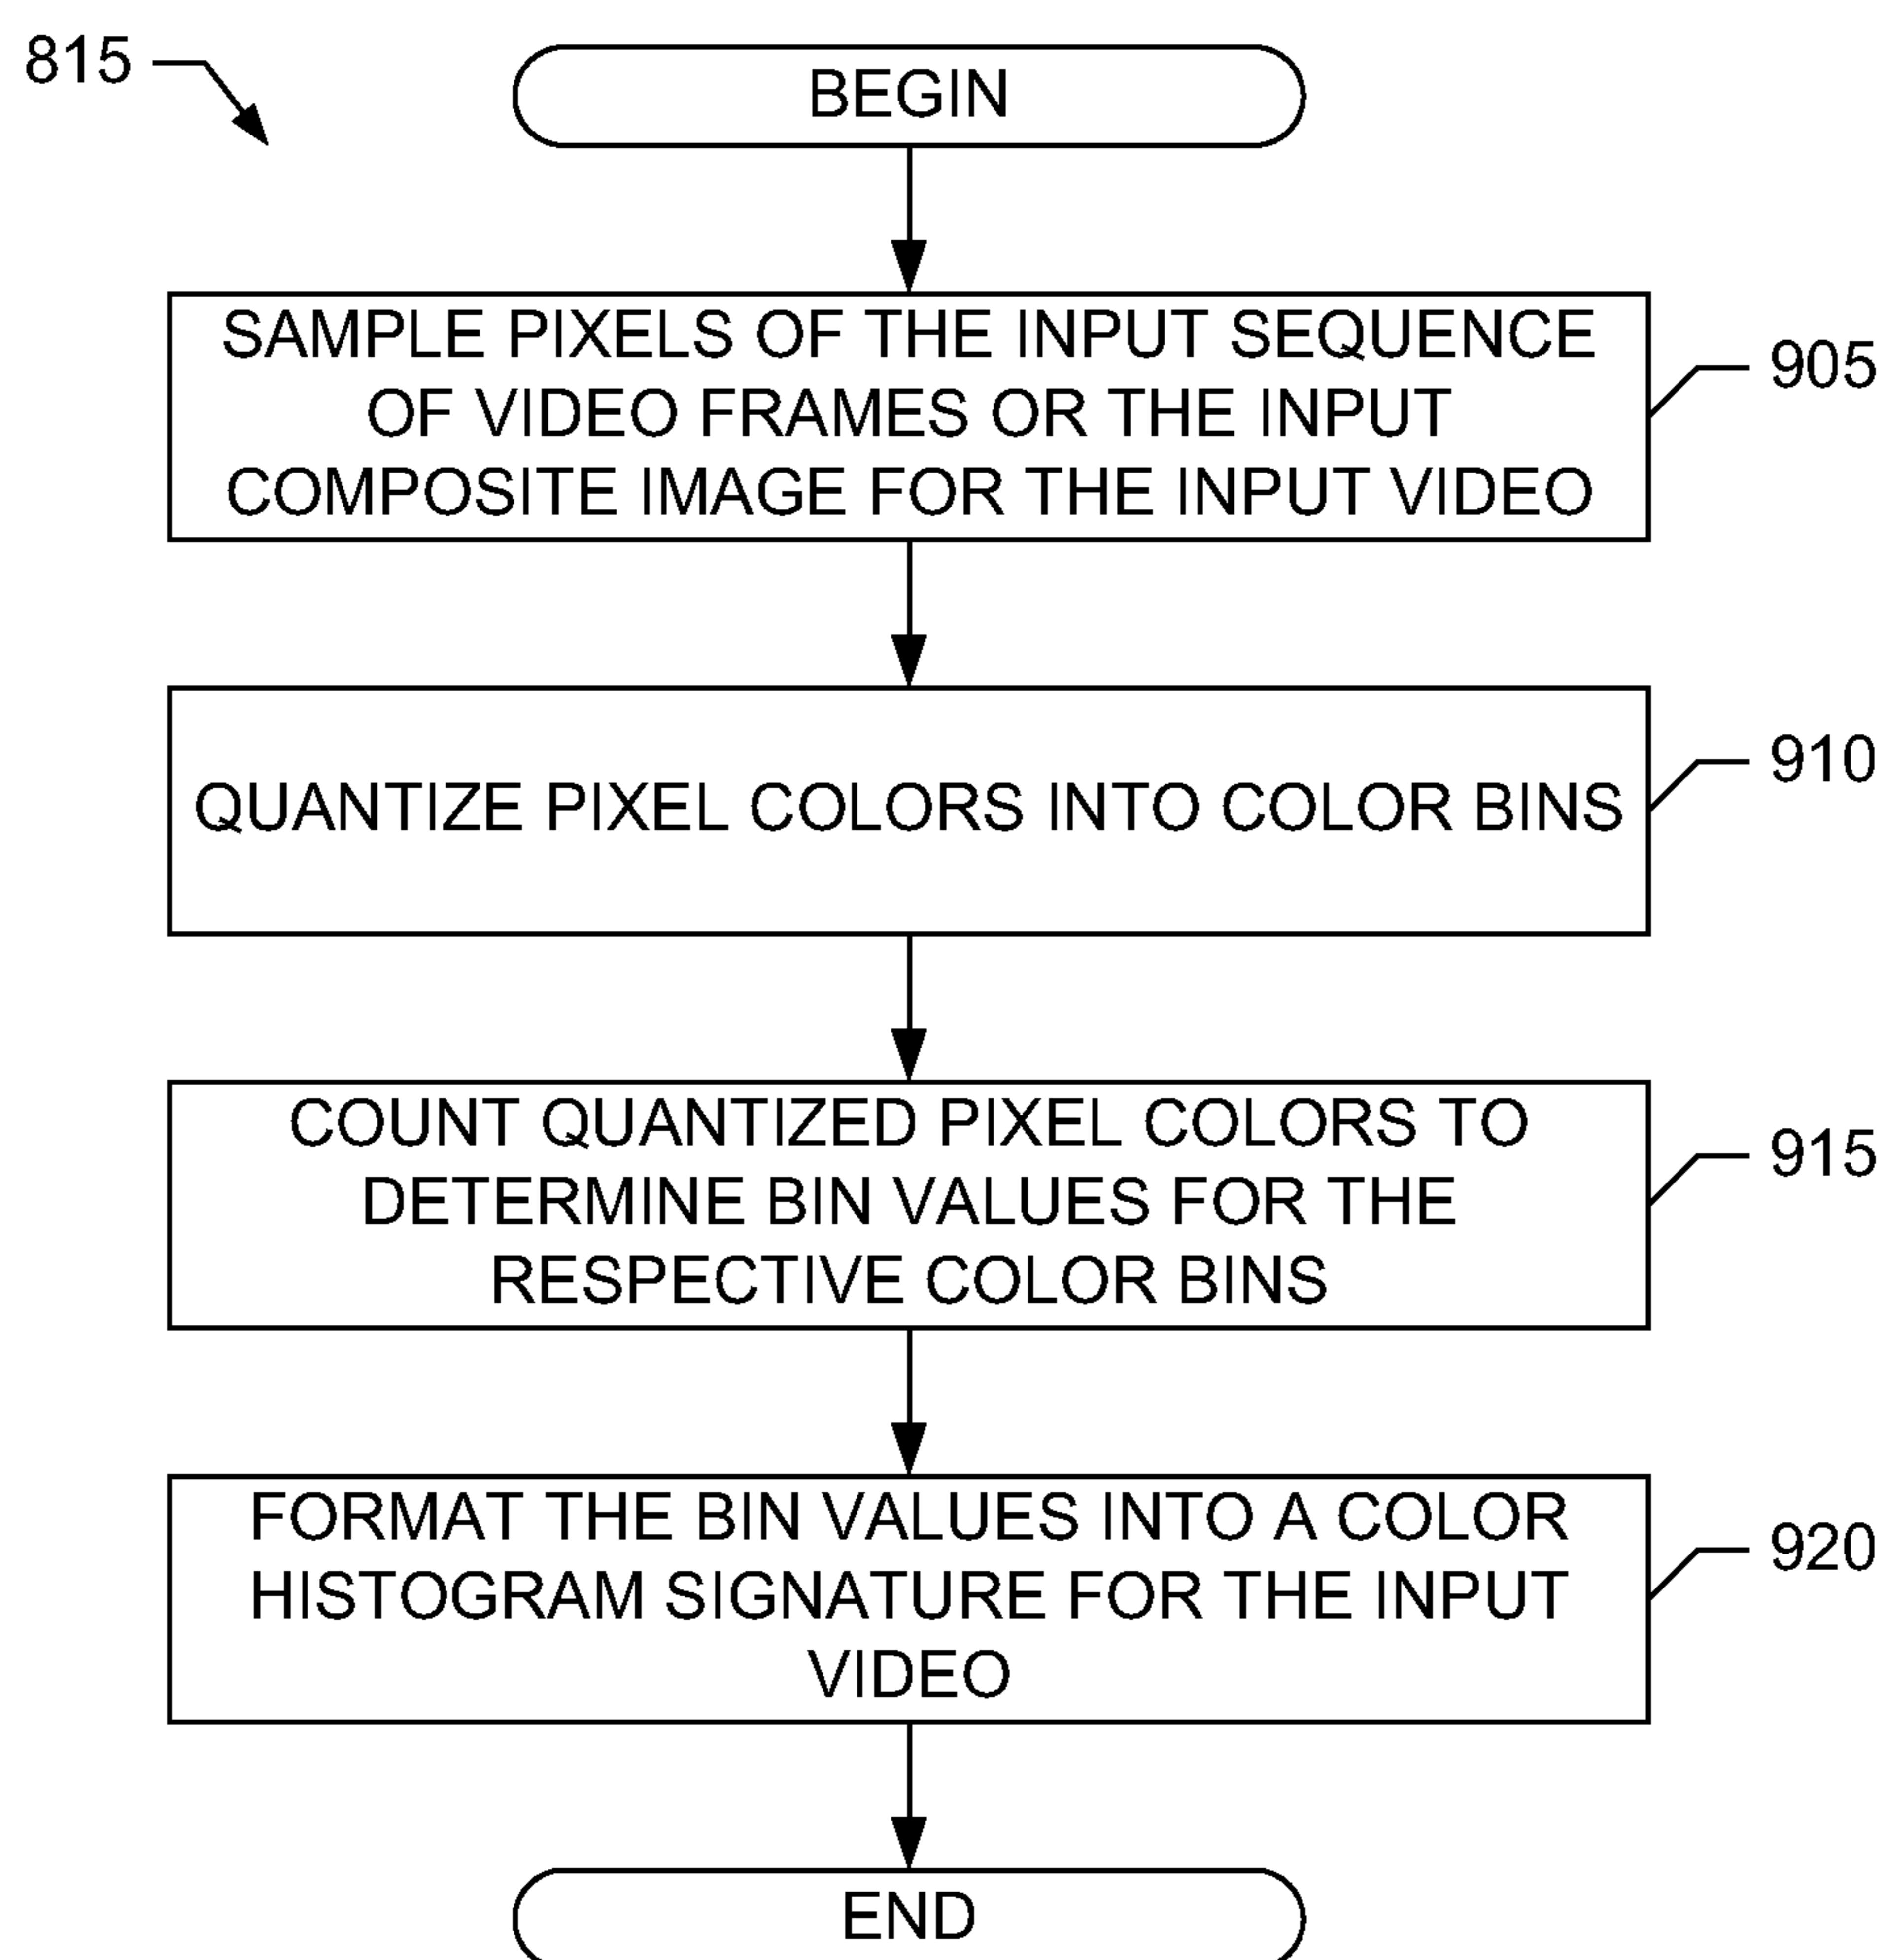 815
BEGIN
SAMPLE PIXELS OF THE INPUT SEQUENCE
OF VIDEO FRAMES OR THE INPUT
COMPOSITE IMAGE FOR THE INPUT VIDEO
905
QUANTIZE PIXEL COLORS INTO COLOR BINS
910
COUNT QUANTIZED PIXEL COLORS TO
DETERMINE BIN VALUES FOR THE
RESPECTIVE COLOR BINS
915
FORMAT THE BIN VALUES INTO A COLOR
HISTOGRAM SIGNATURE FOR THE INPUT
VIDEO
920
END